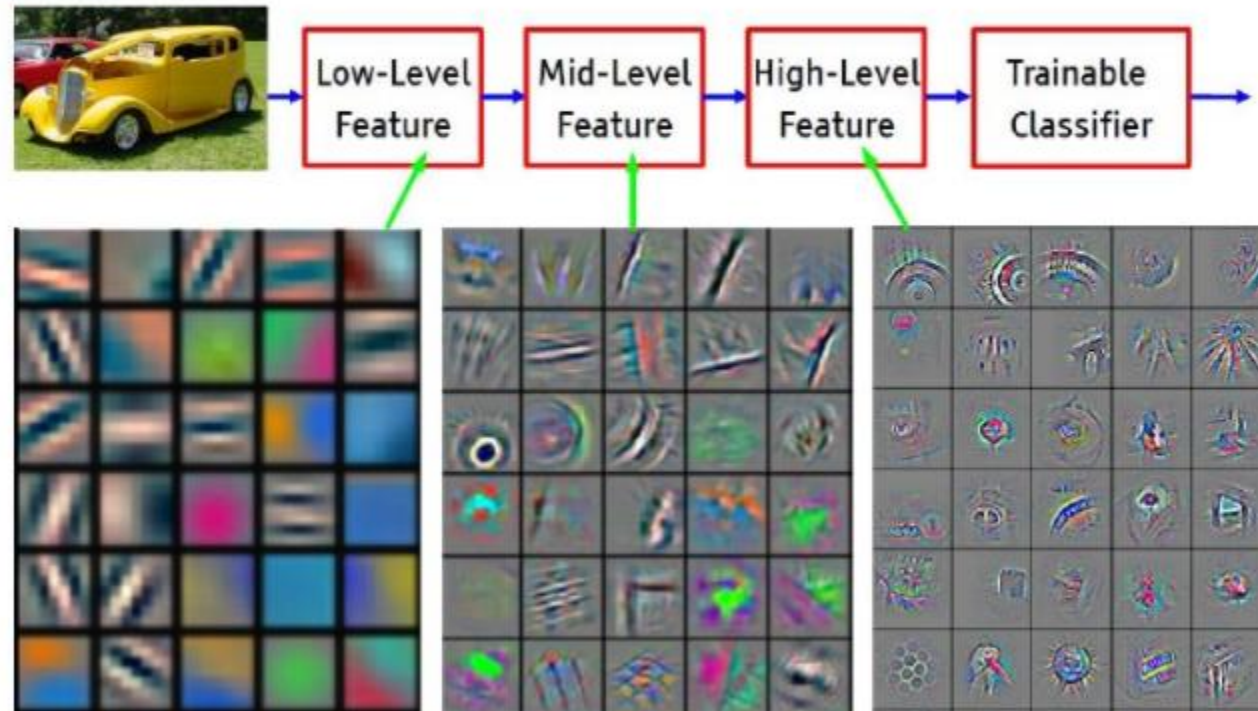 Low-Level
Feature
Mid-Level
Feature
High-Level
Feature
Trainable
Classifier